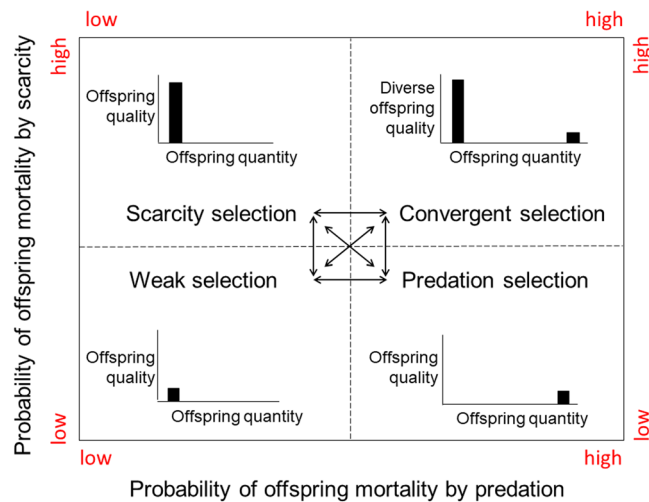 low
high
high
high
Probability of offspring mortality by scarcity
Offspring
quality
Offspring quantity
Diverse
offspring
quality
Offspring quantity
Scarcity selection
Convergent selection
Weak selection
Predation selection
Offspring
quality
Offspring quantity
Offspring
quality
Offspring quantity
low
low
low
high
Probability of offspring mortality by predation